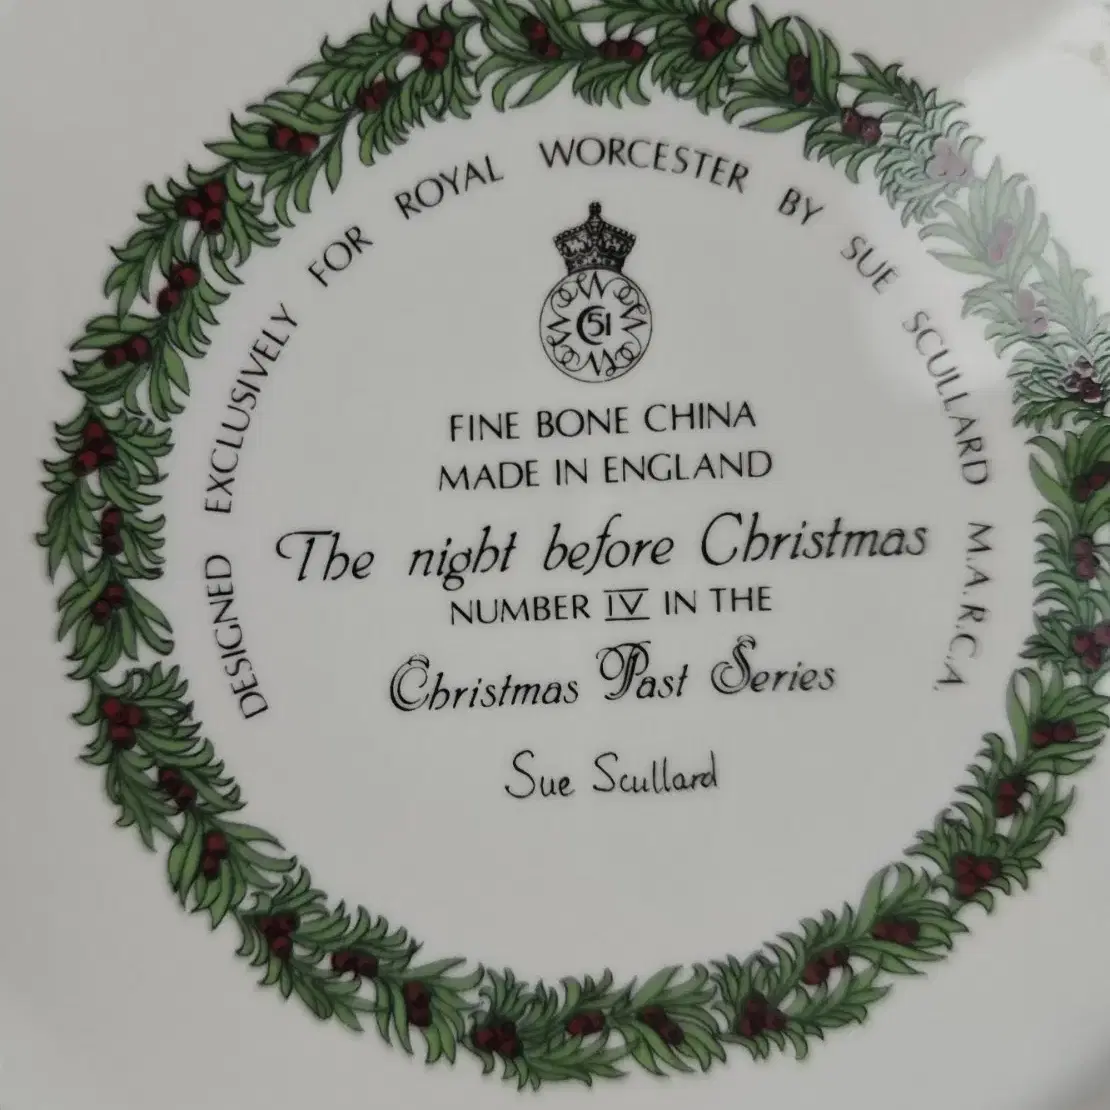 DESIGNED EXCLUSIVELY FOR ROYAL WORCESTER BY SUE SCULLARD M.A.R.C.A.
51
FINE BONE CHINA
MADE IN ENGLAND
The night before Christmas
NUMBER IV IN THE
Christmas Past Series
Sue Scullard